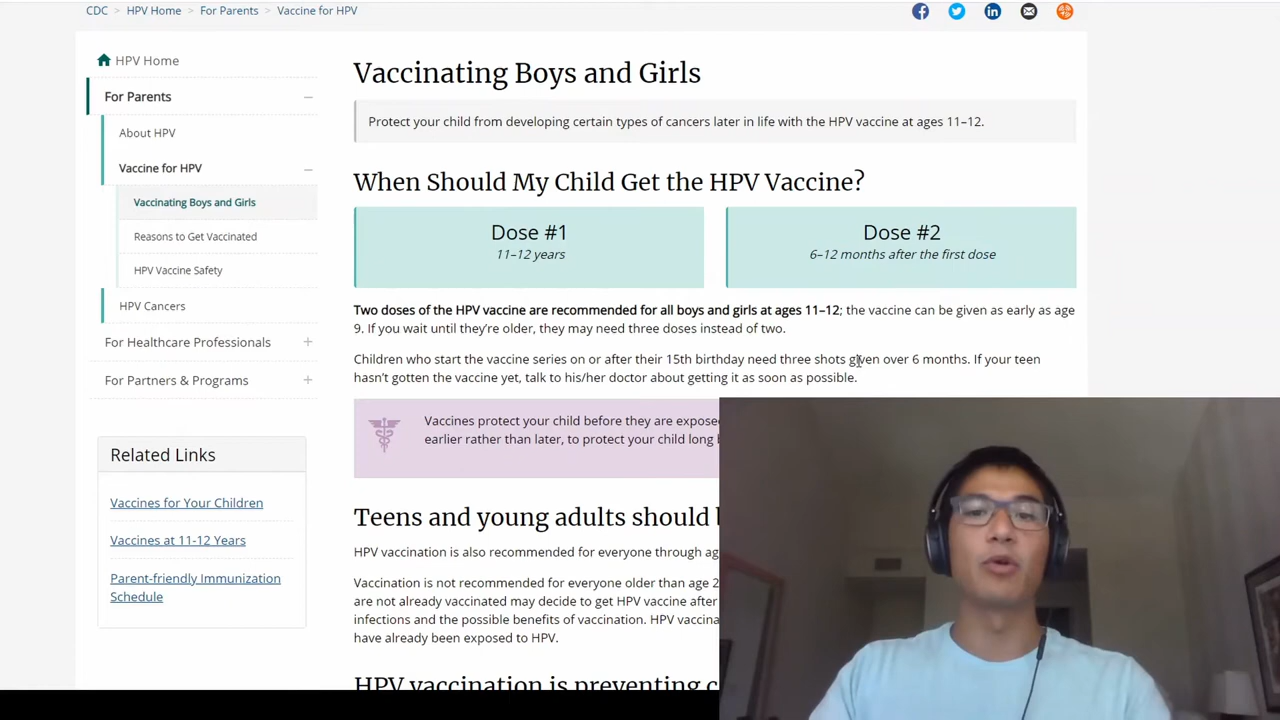 CDC > HPV Home > For Parents > Vaccine for HPV
HPV Home
For Parents
About HPV
Vaccine for HPV
Vaccinating Boys and Girls
Reasons to Get Vaccinated
HPV Vaccine Safety
HPV Cancers
For Healthcare Professionals
For Partners & Programs
Related Links
Vaccines for Your Children
Vaccines at 11-12 Years
Parent-friendly Immunization
Schedule
Vaccinating Boys and Girls
Protect your child from developing certain types of cancers later in life with the HPV vaccine at ages 11–12.
When Should My Child Get the HPV Vaccine?
Dose #1
11–12 years
Dose #2
6–12 months after the first dose
Two doses of the HPV vaccine are recommended for all boys and girls at ages 11–12; the vaccine can be given as early as age
9. If you wait until they're older, they may need three doses instead of two.
Children who start the vaccine series on or after their 15th birthday need three shots given over 6 months. If your teen
hasn't gotten the vaccine yet, talk to his/her doctor about getting it as soon as possible.
Vaccines protect your child before they are
earlier rather than later, to protect your child long
Teens and young adults should
HPV vaccination is also recommended for everyone through
Vaccination is not recommended for everyone older than age
are not already vaccinated may decide to get HPV vaccine after
infections and the possible benefits of vaccination. HPV
have already been exposed to HPV.
HPV vaccination is preventing